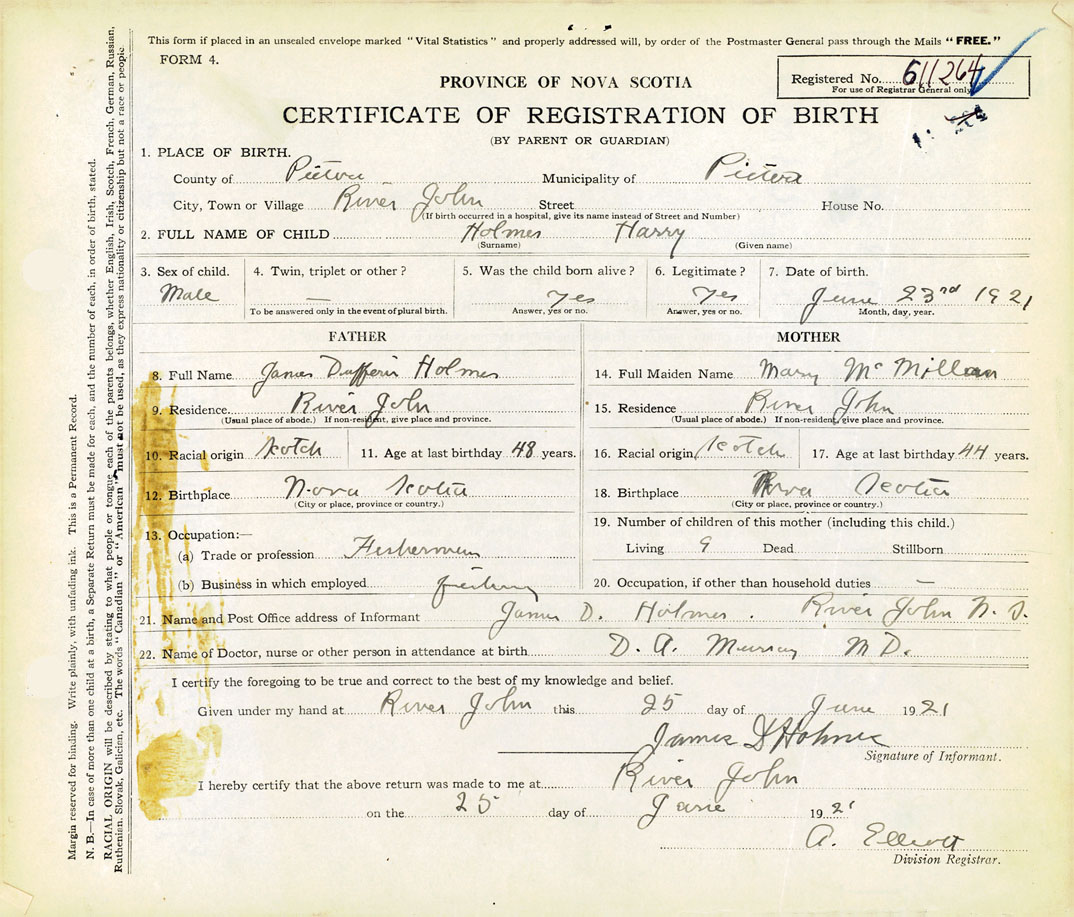 This form if placed in an unsealed envelope marked "Vital Statistics" and properly addressed will, by order of the Postmaster General pass through the Mails "FREE."
FORM 4.
Registered No. 611264
For use of Registrar General only
PROVINCE OF NOVA SCOTIA
CERTIFICATE OF REGISTRATION OF BIRTH
(BY PARENT OR GUARDIAN)
1. PLACE OF BIRTH.
County of Pictou Municipality of Pictou
City, Town or Village River John Street House No.
(If birth occurred in a hospital, give its name instead of Street and Number)
2. FULL NAME OF CHILD Holmes Harry
(Surname) (Given name)
3. Sex of child. 4. Twin, triplet or other? 5. Was the child born alive? 6. Legitimate? 7. Date of birth.
Male — Yes Yes June 23rd 1921
To be answered only in the event of plural birth. Answer, yes or no. Answer, yes or no. Month, day, year.
FATHER MOTHER
8. Full Name James Dufferin Holmes 14. Full Maiden Name Mary McMillan
9. Residence River John 15. Residence River John
(Usual place of abode.) If non-resident, give place and province. (Usual place of abode.) If non-resident, give place and province.
10. Racial origin Scotch 11. Age at last birthday 48 years. 16. Racial origin Scotch 17. Age at last birthday 44 years.
12. Birthplace Nova Scotia 18. Birthplace Nova Scotia
(City or place, province or country.) (City or place, province or country.)
13. Occupation:— 19. Number of children of this mother (including this child.)
(a) Trade or profession Fisherman Living 9 Dead Stillborn
(b) Business in which employed fishing 20. Occupation, if other than household duties —
21. Name and Post Office address of Informant James D. Holmes. River John N.S.
22. Name of Doctor, nurse or other person in attendance at birth D. A. Murray M D.
I certify the foregoing to be true and correct to the best of my knowledge and belief.
Given under my hand at River John this 25 day of June 1921
James D Holmes
Signature of Informant.
I hereby certify that the above return was made to me at River John
on the 25 day of June 1921
A. Elliott
Division Registrar.
Margin reserved for binding. Write plainly, with unfading ink. This is a Permanent Record.
N. B.—In case of more than one child at a birth, a Separate Return must be made for each, and the number of each, in order of birth, stated.
RACIAL ORIGIN will be described by stating to what people or tongue each of the parents belongs, whether English, Irish, Scotch, French, German, Russian,
Ruthenian, Slovak, Galician, etc. The words "Canadian" or "American" must not be used, as they express nationality or citizenship but not a race or people.